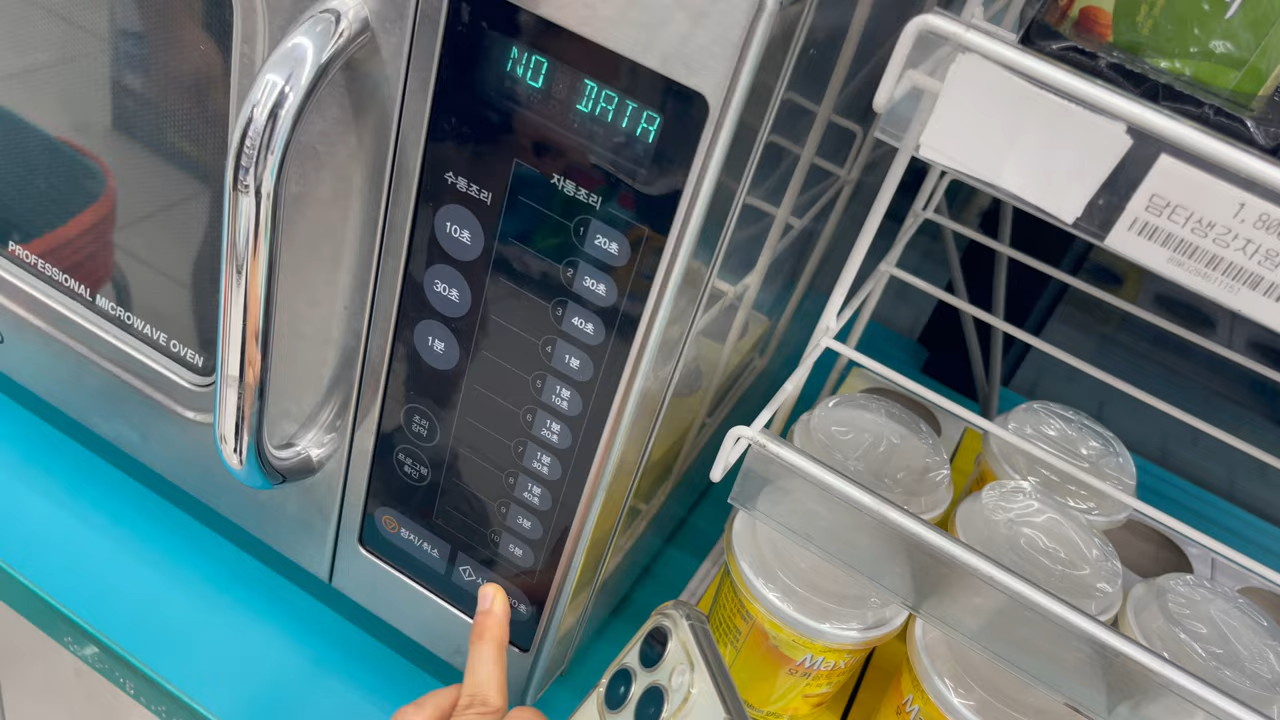 NO DATA
수동조리
자동조리
10초
30초
1분
1 20초
2 30초
3 40초
4 1분
5 1분
10초
6 1분
20초
7 1분
30초
8 1분
40초
9 3분
10 5분
조리
강약
프로그램
확인
정지/취소
PROFESSIONAL MICROWAVE OVEN
담터생강차원
Maxim